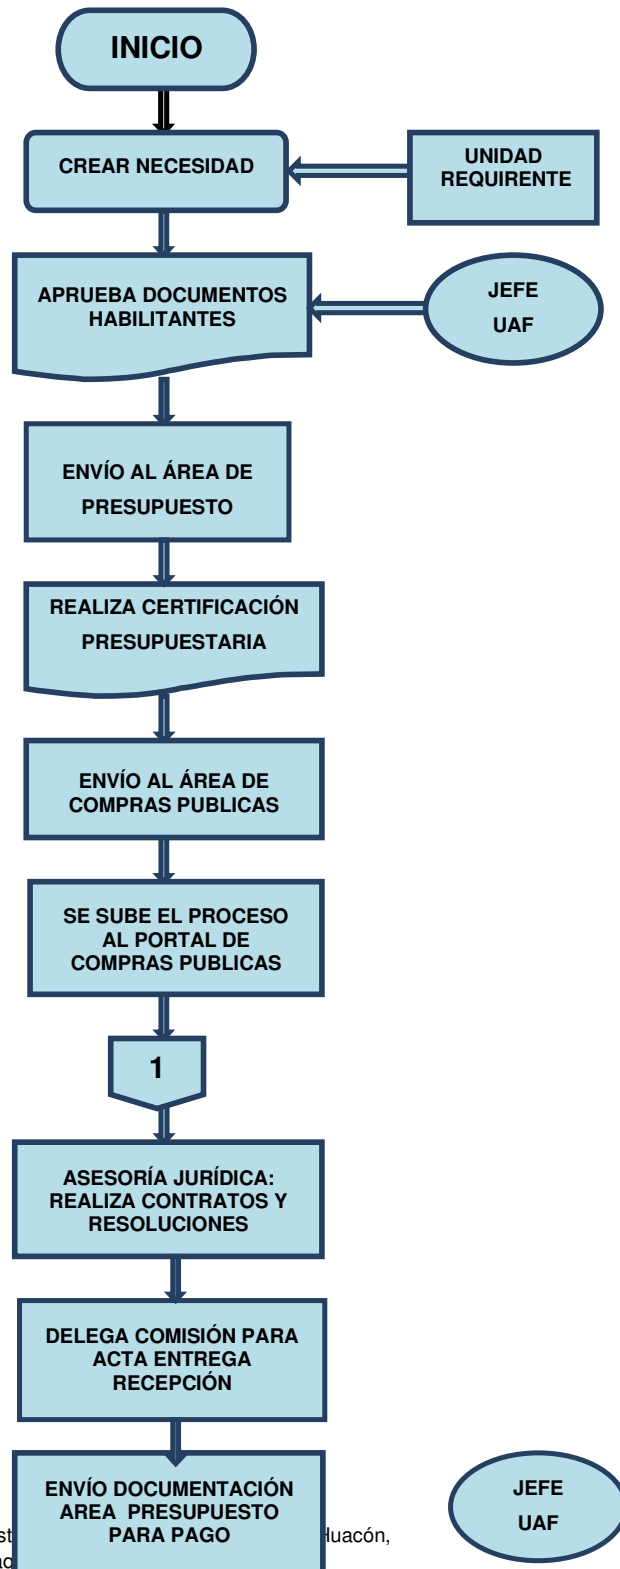 INICIO
CREAR NECESIDAD
UNIDAD
REQUIRENTE
APRUEBA DOCUMENTOS
HABILITANTES
JEFE
UAF
ENVÍO AL ÁREA DE
PRESUPUESTO
REALIZA CERTIFICACIÓN
PRESUPUESTARIA
ENVÍO AL ÁREA DE
COMPRAS PUBLICAS
SE SUBE EL PROCESO
AL PORTAL DE
COMPRAS PUBLICAS
1
ASESORÍA JURÍDICA:
REALIZA CONTRATOS Y
RESOLUCIONES
DELEGA COMISIÓN PARA
ACTA ENTREGA
RECEPCIÓN
ENVÍO DOCUMENTACIÓN
AREA PRESUPUESTO
PARA PAGO
JEFE
UAF